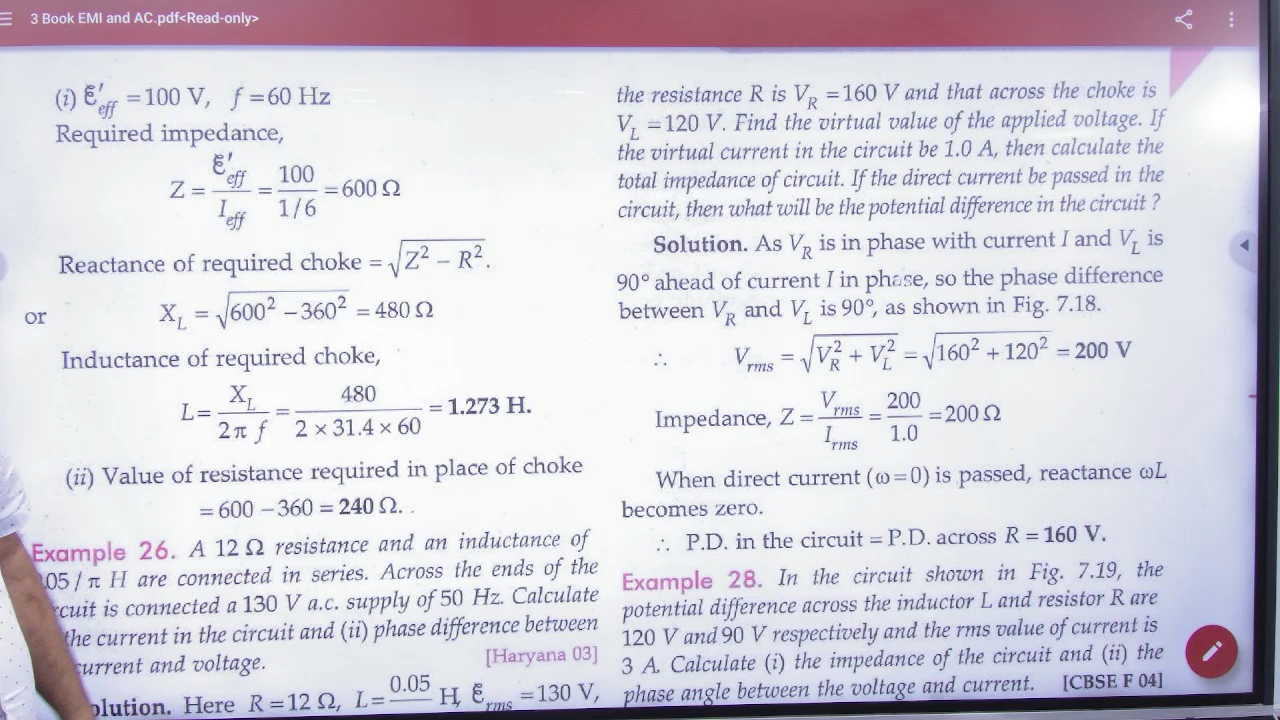 3 Book EMI and AC.pdf<Read-only>
(i) ℰ′eff = 100 V, f = 60 Hz
Required impedance,
Z = ℰ′eff / Ieff = 100 / 1/6 = 600 Ω
Reactance of required choke = √(Z² − R²).
or XL = √(600² − 360²) = 480 Ω
Inductance of required choke,
L = XL / 2π f = 480 / 2 × 31.4 × 60 = 1.273 H.
(ii) Value of resistance required in place of choke
= 600 − 360 = 240 Ω. .
Example 26. A 12 Ω resistance and an inductance of
05 / π H are connected in series. Across the ends of the
cuit is connected a 130 V a.c. supply of 50 Hz. Calculate
the current in the circuit and (ii) phase difference between
urrent and voltage. [Haryana 03]
olution. Here R = 12 Ω, L = 0.05 H, ℰrms = 130 V,
the resistance R is VR = 160 V and that across the choke is
VL = 120 V. Find the virtual value of the applied voltage. If
the virtual current in the circuit be 1.0 A, then calculate the
total impedance of circuit. If the direct current be passed in the
circuit, then what will be the potential difference in the circuit ?
Solution. As VR is in phase with current I and VL is
90° ahead of current I in phase, so the phase difference
between VR and VL is 90°, as shown in Fig. 7.18.
∴ Vrms = √(VR² + VL²) = √(160² + 120²) = 200 V
Impedance, Z = Vrms / Irms = 200 / 1.0 = 200 Ω
When direct current (ω = 0) is passed, reactance ωL
becomes zero.
∴ P.D. in the circuit = P.D. across R = 160 V.
Example 28. In the circuit shown in Fig. 7.19, the
potential difference across the inductor L and resistor R are
120 V and 90 V respectively and the rms value of current is
3 A. Calculate (i) the impedance of the circuit and (ii) the
phase angle between the voltage and current. [CBSE F 04]